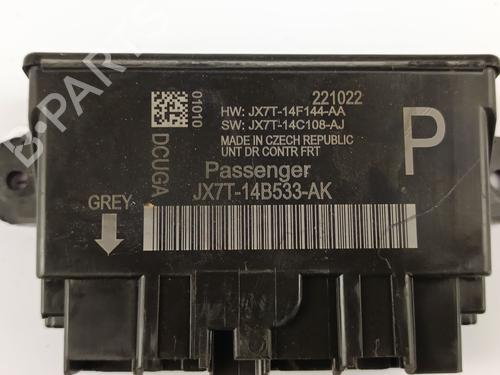 221022
HW: JX7T-14F144-AA
SW: JX7T-14C108-AJ
MADE IN CZECH REPUBLIC
UNT DR CONTR FRT
01010
DCUGA
P
Passenger
JX7T-14B533-AK
GREY
B-PARTS